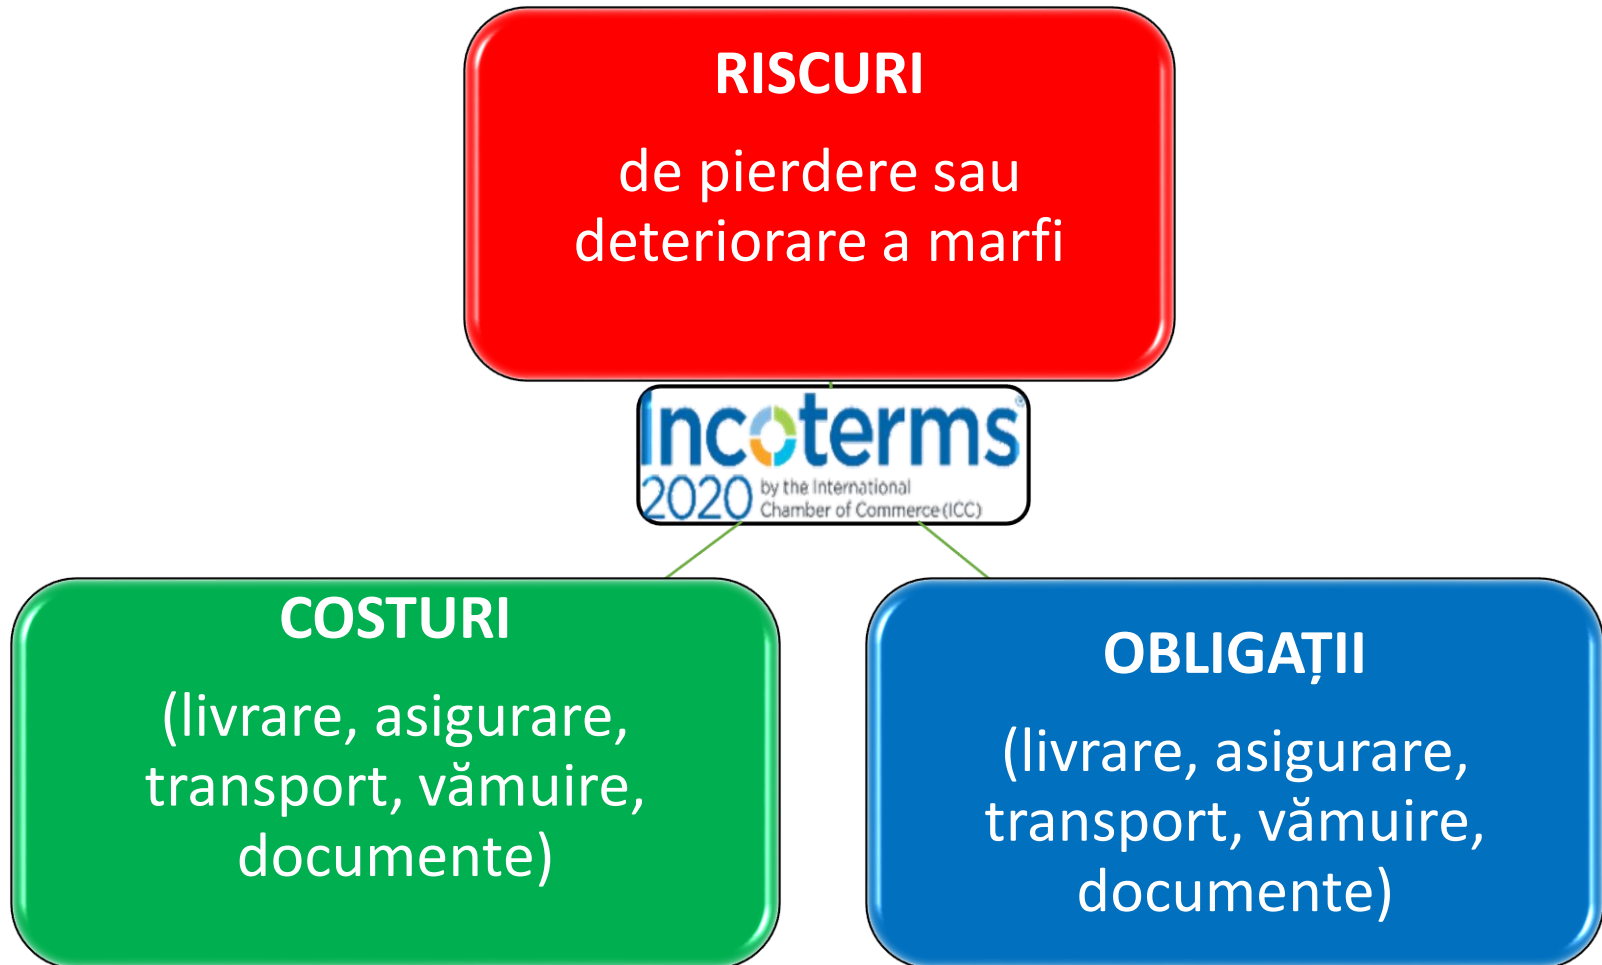 RISCURI
de pierdere sau
deteriorare a marfi
Incoterms®
2020 by the International
Chamber of Commerce (ICC)
COSTURI
(livrare, asigurare,
transport, vămuire,
documente)
OBLIGAȚII
(livrare, asigurare,
transport, vămuire,
documente)